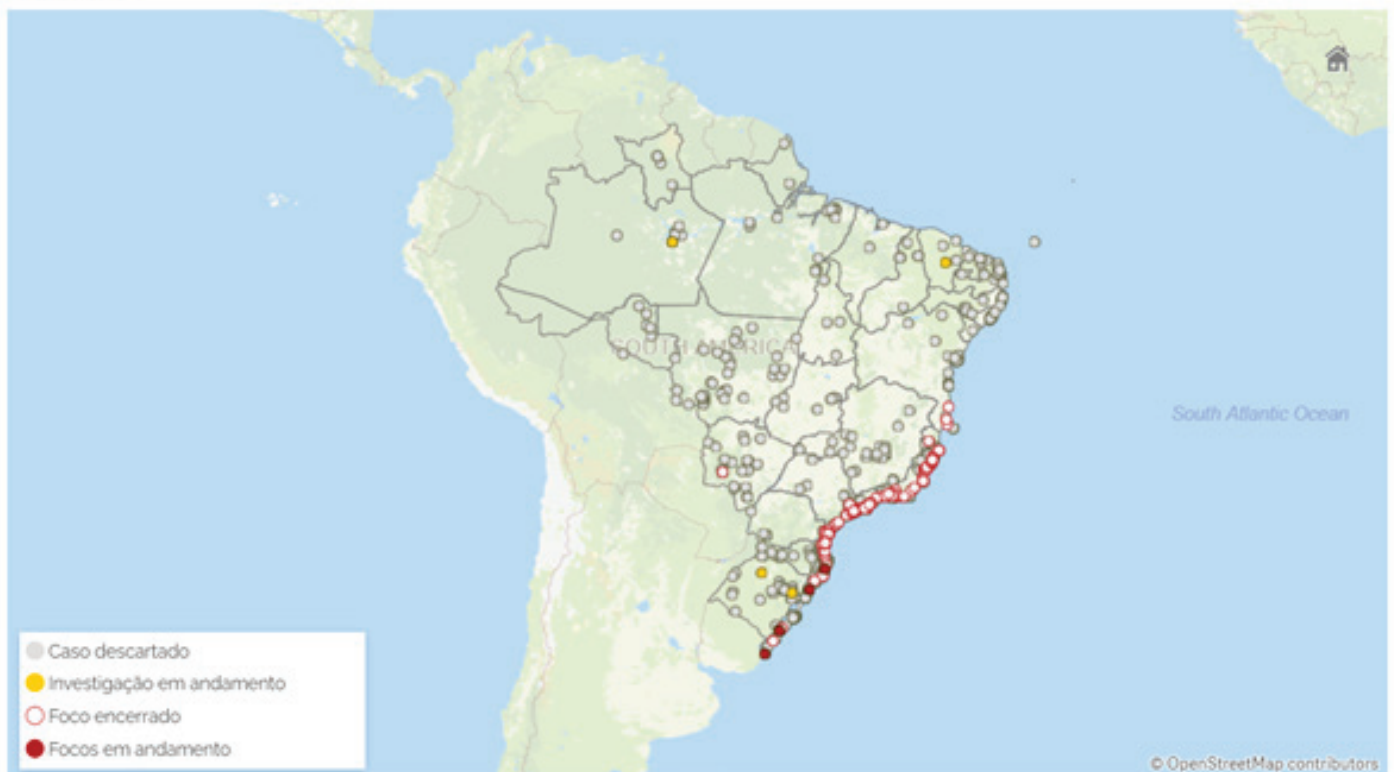 SOUTH AMERICA
South Atlantic Ocean
Caso descartado
Investigação em andamento
Foco encerrado
Focos em andamento
© OpenStreetMap contributors